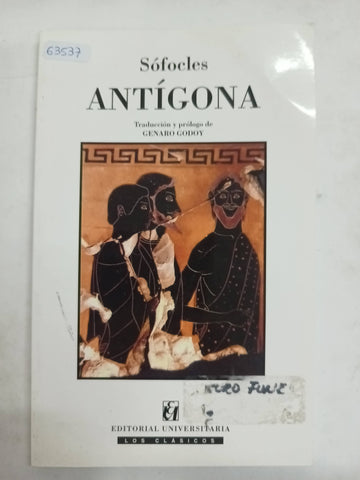 63537
Sófocles
ANTÍGONA
Traducción y prólogo de
GENARO GODOY
EDITORIAL UNIVERSITARIA
LOS CLÁSICOS